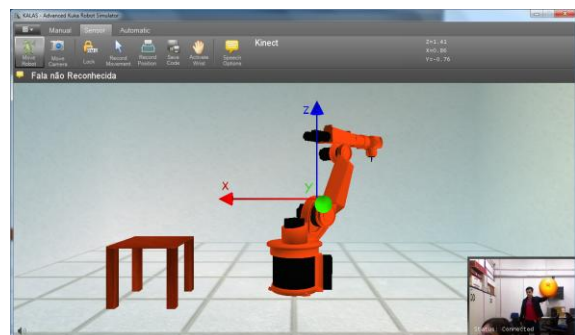 KALAS - Advanced Kuka Robot Simulator
Manual Sensor Automatic
Move Robot
Move Camera
Lock
Record Movement
Record Position
Save Code
Activate Wrist
Speech Options
Kinect
Z=1.41
X=0.80
Y=-0.76
Fala não Reconhecida
Z
X
Y
Status: Connected